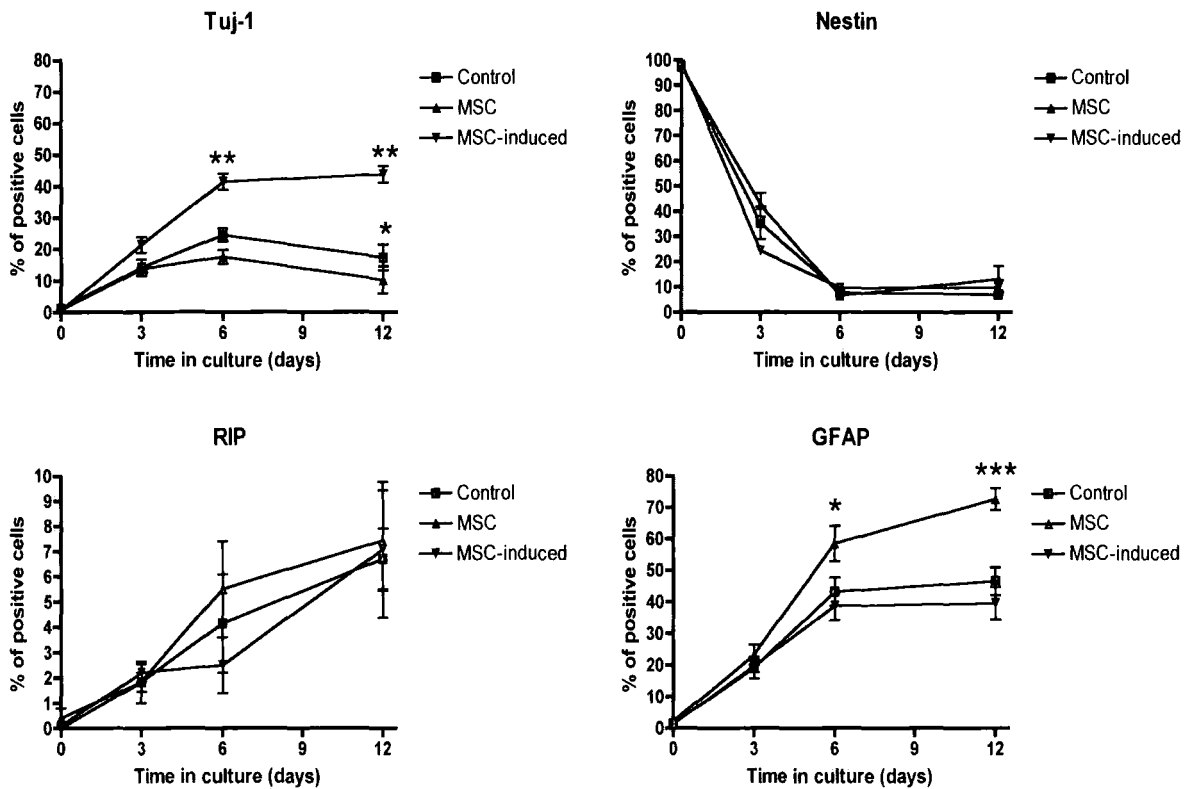 Tuj-1
80
70
60
50
40
30
20
10
0
% of positive cells
** **
*
0 3 6 9 12
Time in culture (days)
Control
MSC
MSC-induced
Nestin
100
90
80
70
60
50
40
30
20
10
0
% of positive cells
0 3 6 9 12
Time in culture (days)
Control
MSC
MSC-induced
RIP
10
9
8
7
6
5
4
3
2
1
0
% of positive cells
0 3 6 9 12
Time in culture (days)
Control
MSC
MSC-induced
GFAP
80
70
60
50
40
30
20
10
0
% of positive cells
* ***
0 3 6 9 12
Time in culture (days)
Control
MSC
MSC-induced